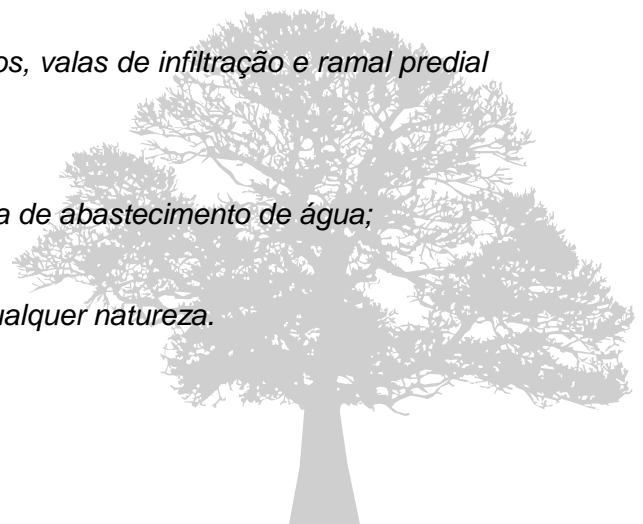 os, valas de infiltração e ramal predial
a de abastecimento de água;
ualquer natureza.